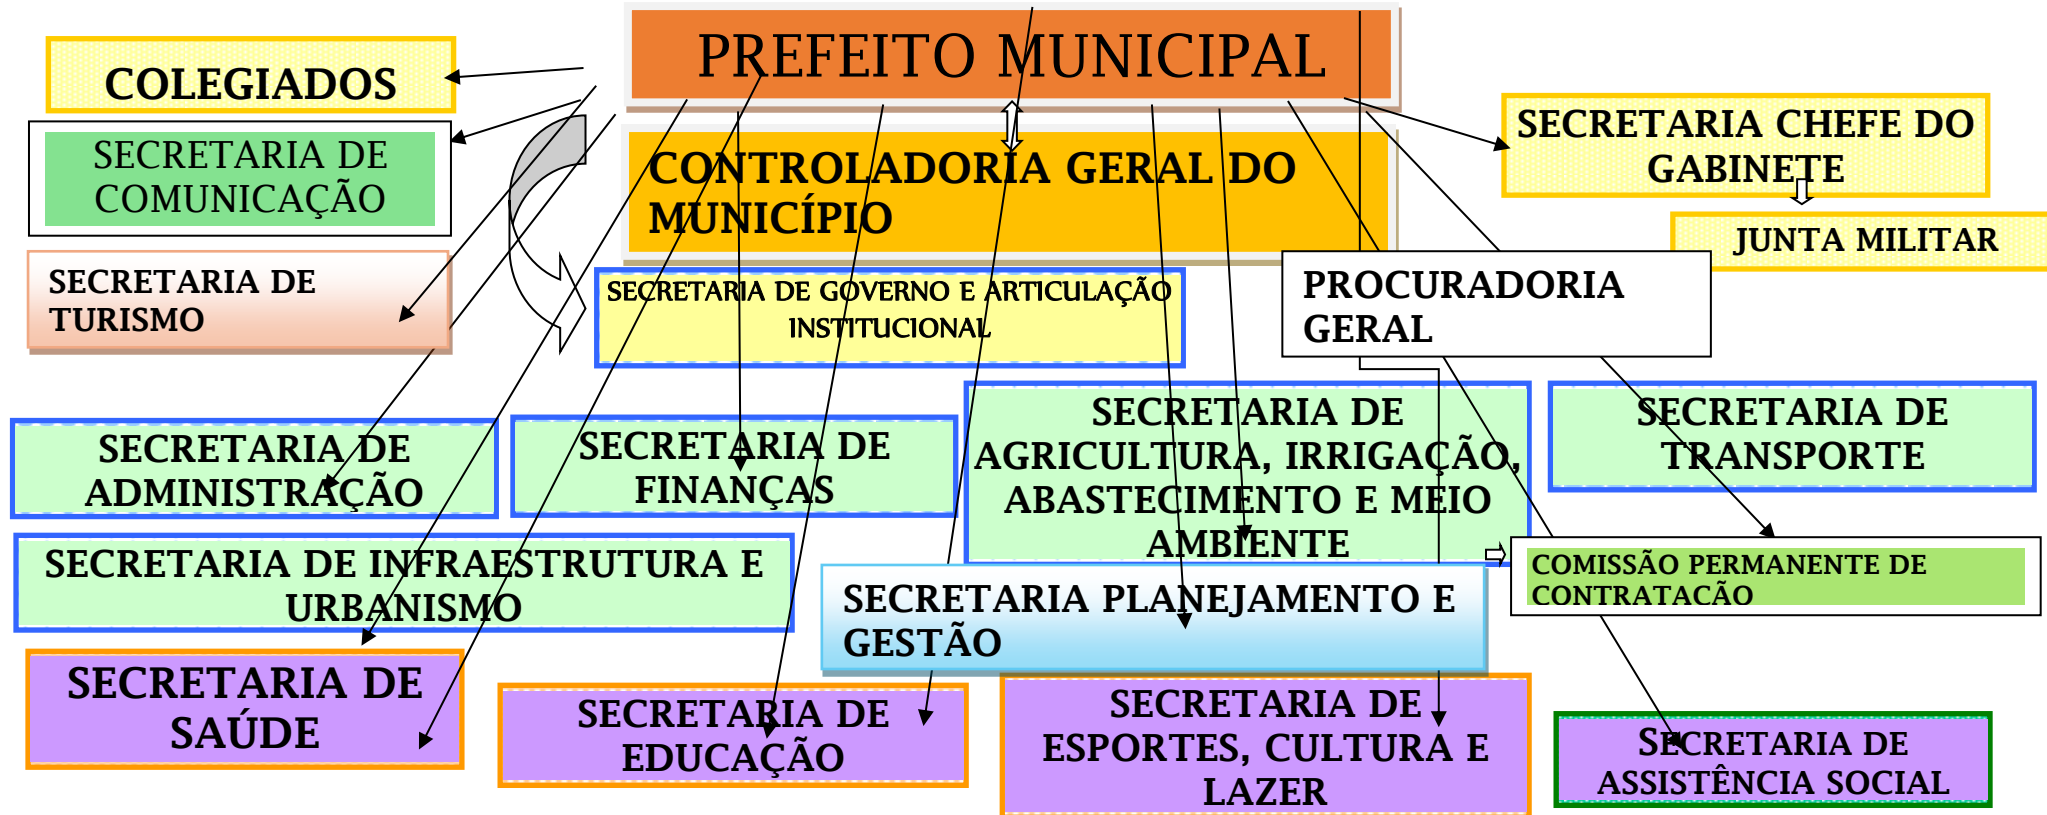 PREFEITO MUNICIPAL
COLEGIADOS
SECRETARIA DE
COMUNICAÇÃO
SECRETARIA CHEFE DO
GABINETE
CONTROLADORIA GERAL DO
MUNICÍPIO
JUNTA MILITAR
SECRETARIA DE
TURISMO
SECRETARIA DE GOVERNO E ARTICULAÇÃO
INSTITUCIONAL
PROCURADORIA
GERAL
SECRETARIA DE
ADMINISTRAÇÃO
SECRETARIA DE
FINANÇAS
SECRETARIA DE
AGRICULTURA, IRRIGAÇÃO,
ABASTECIMENTO E MEIO
AMBIENTE
SECRETARIA DE
TRANSPORTE
SECRETARIA DE INFRAESTRUTURA E
URBANISMO
SECRETARIA PLANEJAMENTO E
GESTÃO
COMISSÃO PERMANENTE DE
CONTRATACÃO
SECRETARIA DE
SAÚDE
SECRETARIA DE
EDUCAÇÃO
SECRETARIA DE
ESPORTES, CULTURA E
LAZER
SECRETARIA DE
ASSISTÊNCIA SOCIAL